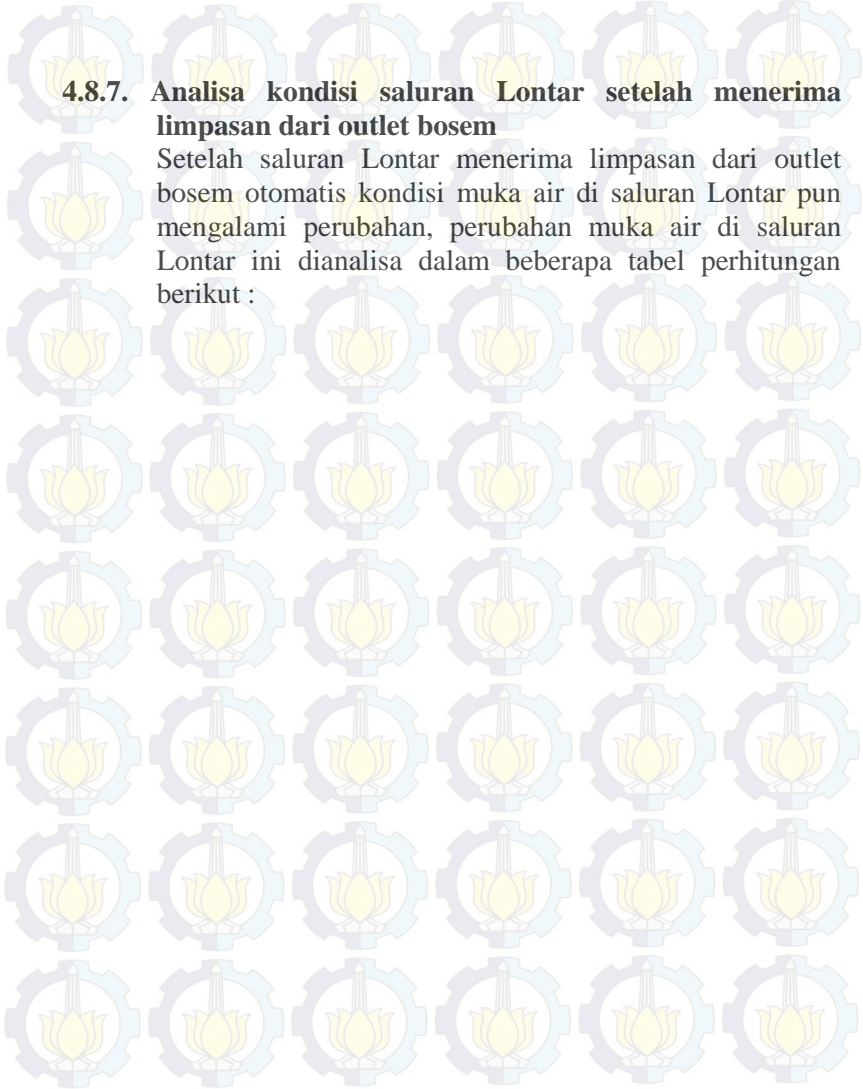 4.8.7. Analisa kondisi saluran Lontar setelah menerima
limpasan dari outlet bosem
Setelah saluran Lontar menerima limpasan dari outlet
bosem otomatis kondisi muka air di saluran Lontar pun
mengalami perubahan, perubahan muka air di saluran
Lontar ini dianalisa dalam beberapa tabel perhitungan
berikut :